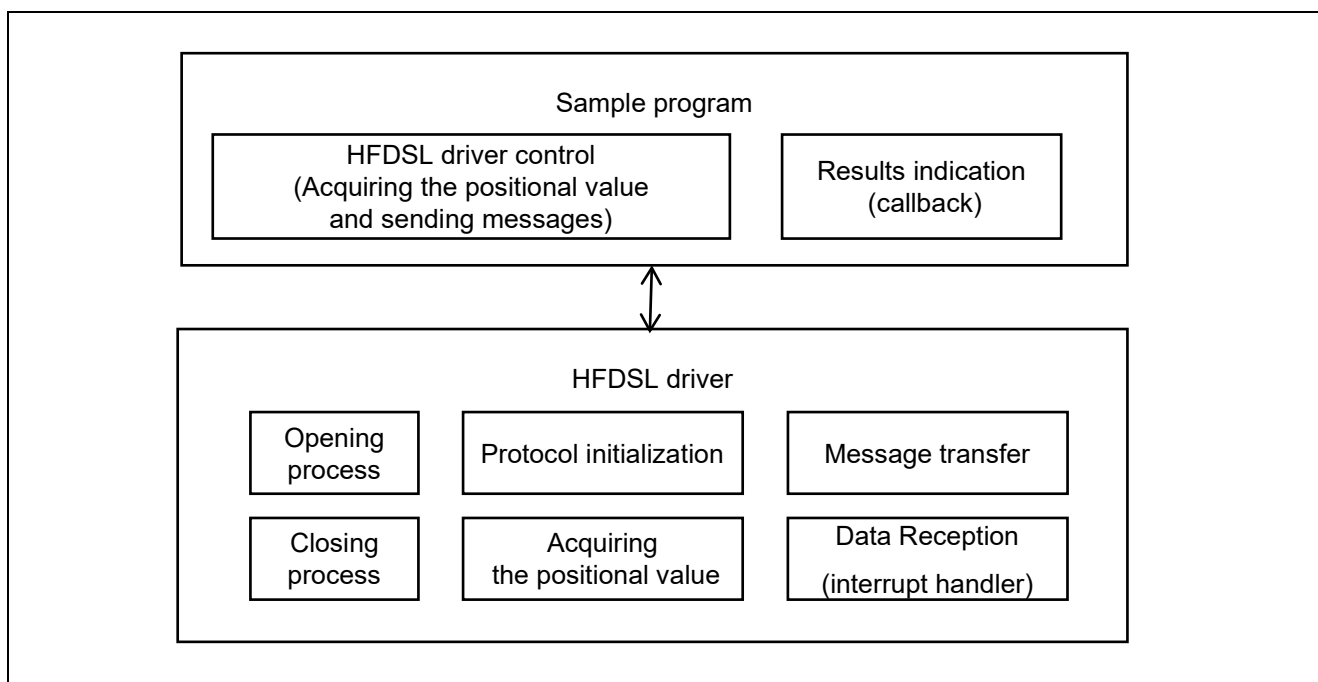 Sample program
HFDSL driver control
(Acquiring the positional value
and sending messages)
Results indication
(callback)
HFDSL driver
Opening
process
Protocol initialization
Message transfer
Closing
process
Acquiring
the positional value
Data Reception
(interrupt handler)